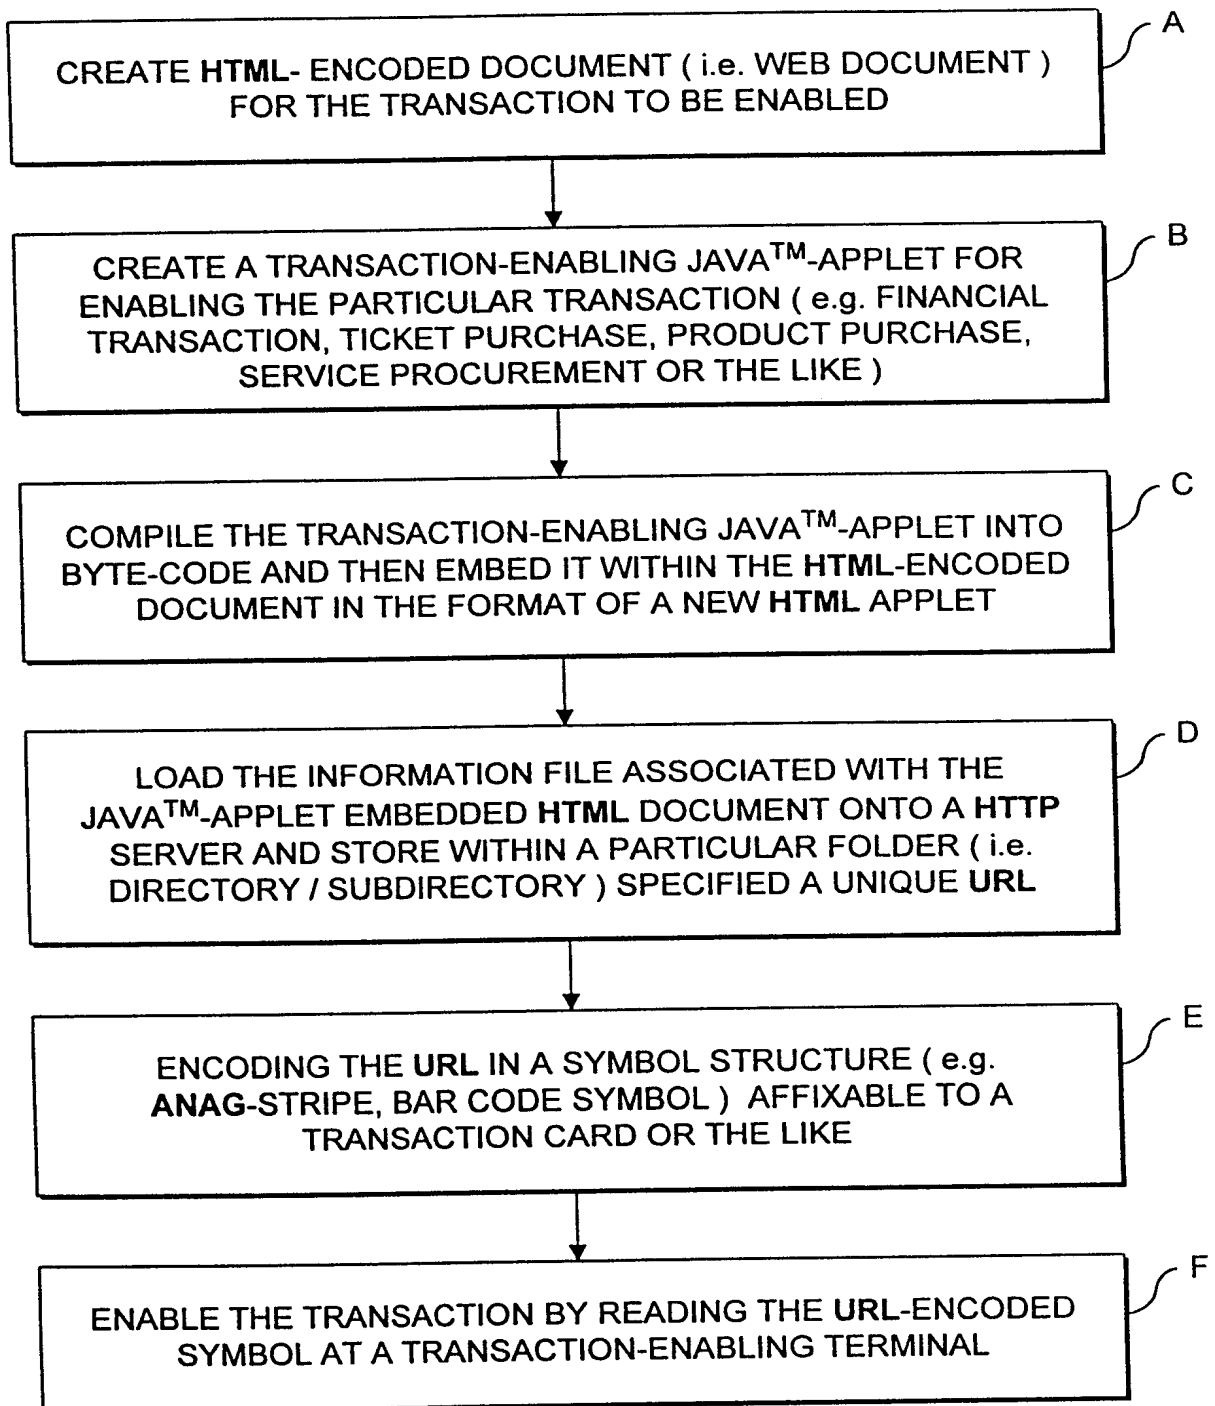 A
CREATE HTML- ENCODED DOCUMENT ( i.e. WEB DOCUMENT )
FOR THE TRANSACTION TO BE ENABLED
B
CREATE A TRANSACTION-ENABLING JAVA™-APPLET FOR
ENABLING THE PARTICULAR TRANSACTION ( e.g. FINANCIAL
TRANSACTION, TICKET PURCHASE, PRODUCT PURCHASE,
SERVICE PROCUREMENT OR THE LIKE )
C
COMPILE THE TRANSACTION-ENABLING JAVA™-APPLET INTO
BYTE-CODE AND THEN EMBED IT WITHIN THE HTML-ENCODED
DOCUMENT IN THE FORMAT OF A NEW HTML APPLET
D
LOAD THE INFORMATION FILE ASSOCIATED WITH THE
JAVA™-APPLET EMBEDDED HTML DOCUMENT ONTO A HTTP
SERVER AND STORE WITHIN A PARTICULAR FOLDER ( i.e.
DIRECTORY / SUBDIRECTORY ) SPECIFIED A UNIQUE URL
E
ENCODING THE URL IN A SYMBOL STRUCTURE ( e.g.
ANAG-STRIPE, BAR CODE SYMBOL ) AFFIXABLE TO A
TRANSACTION CARD OR THE LIKE
F
ENABLE THE TRANSACTION BY READING THE URL-ENCODED
SYMBOL AT A TRANSACTION-ENABLING TERMINAL